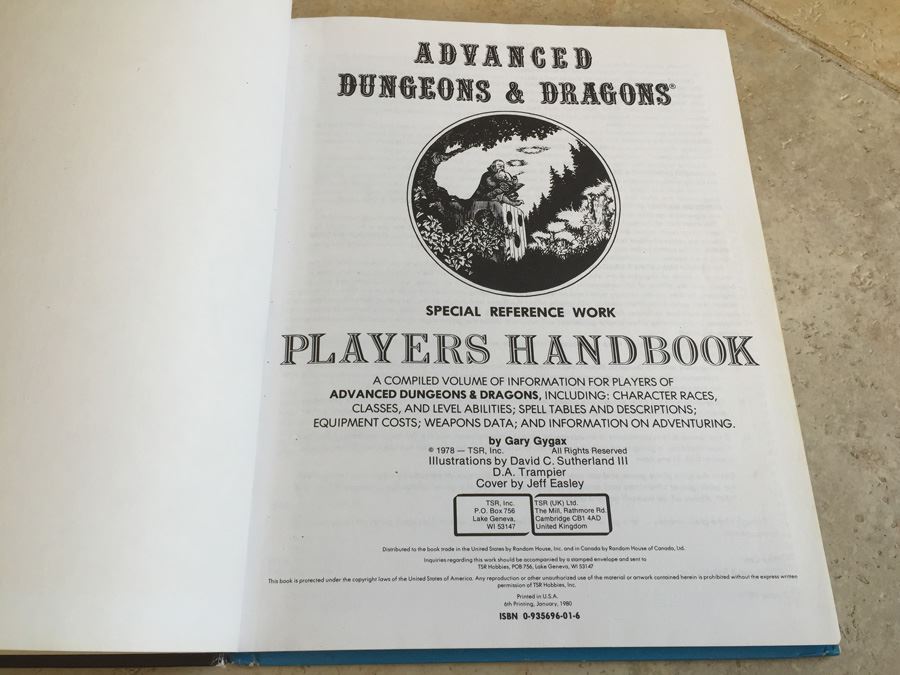 ADVANCED
DUNGEONS & DRAGONS®
SPECIAL REFERENCE WORK
PLAYERS HANDBOOK
A COMPILED VOLUME OF INFORMATION FOR PLAYERS OF
ADVANCED DUNGEONS & DRAGONS, INCLUDING: CHARACTER RACES,
CLASSES, AND LEVEL ABILITIES; SPELL TABLES AND DESCRIPTIONS;
EQUIPMENT COSTS; WEAPONS DATA; AND INFORMATION ON ADVENTURING.
by Gary Gygax
© 1978 — TSR, Inc. All Rights Reserved
Illustrations by David C. Sutherland III
D.A. Trampier
Cover by Jeff Easley
TSR, Inc.
P.O. Box 756
Lake Geneva,
WI 53147
TSR (UK) Ltd.
The Mill, Rathmore Rd.
Cambridge CB1 4AD
United Kingdom
Distributed to the book trade in the United States by Random House, Inc. and in Canada by Random House of Canada, Ltd.
Inquiries regarding this work should be accompanied by a stamped envelope and sent to
TSR Hobbies, POB 756, Lake Geneva, WI 53147
This book is protected under the copyright laws of the United States of America. Any reproduction or other unauthorized use of the material or artwork contained herein is prohibited without the express written
permission of TSR Hobbies, Inc.
Printed in U.S.A.
6th Printing, January, 1980
ISBN 0-935696-01-6